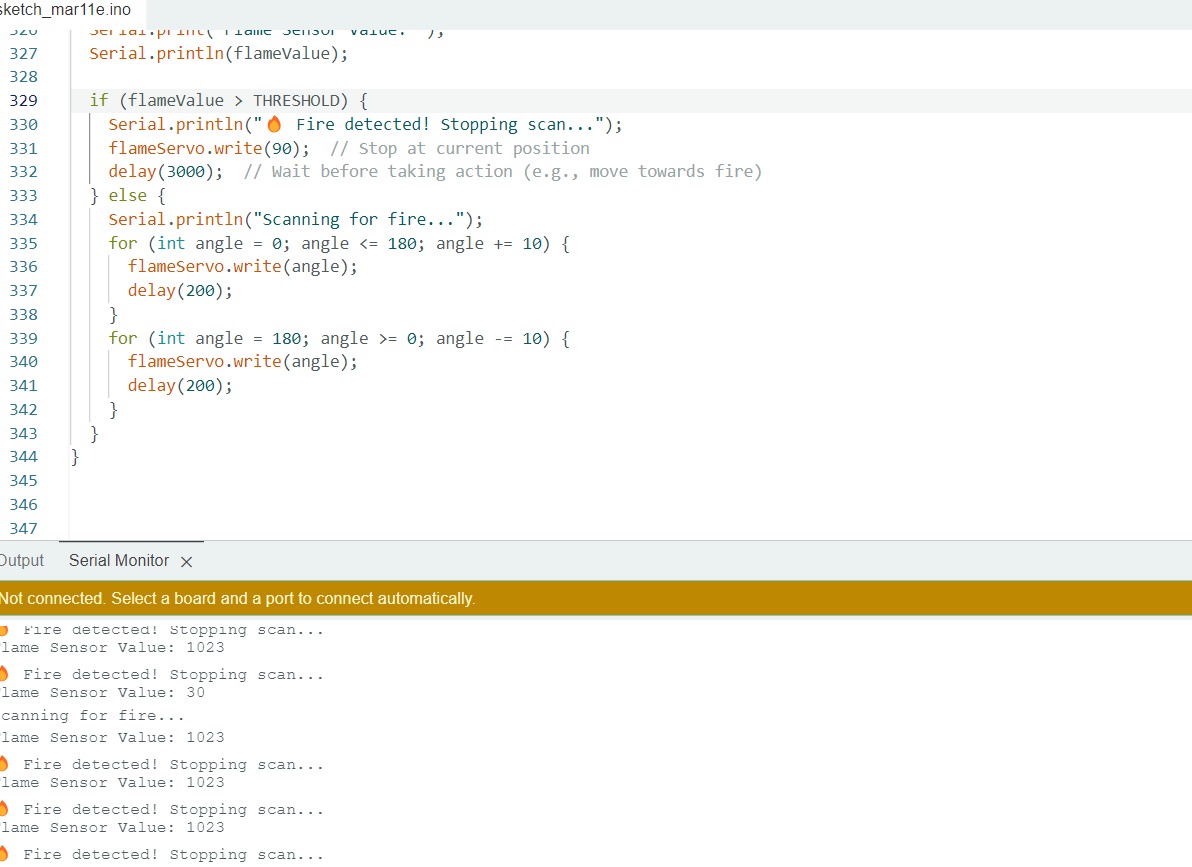 sketch_mar11e.ino
326 Serial.print("Flame Sensor Value: ");
327 Serial.println(flameValue);
328
329 if (flameValue > THRESHOLD) {
330 Serial.println("🔥 Fire detected! Stopping scan...");
331 flameServo.write(90);  // Stop at current position
332 delay(3000);  // Wait before taking action (e.g., move towards fire)
333 } else {
334 Serial.println("Scanning for fire...");
335 for (int angle = 0; angle <= 180; angle += 10) {
336 flameServo.write(angle);
337 delay(200);
338 }
339 for (int angle = 180; angle >= 0; angle -= 10) {
340 flameServo.write(angle);
341 delay(200);
342 }
343 }
344 }
345
346
347
Output Serial Monitor ×
Not connected. Select a board and a port to connect automatically.
🔥 Fire detected! Stopping scan...
lame Sensor Value: 1023
🔥 Fire detected! Stopping scan...
lame Sensor Value: 30
canning for fire...
lame Sensor Value: 1023
🔥 Fire detected! Stopping scan...
lame Sensor Value: 1023
🔥 Fire detected! Stopping scan...
lame Sensor Value: 1023
🔥 Fire detected! Stopping scan...